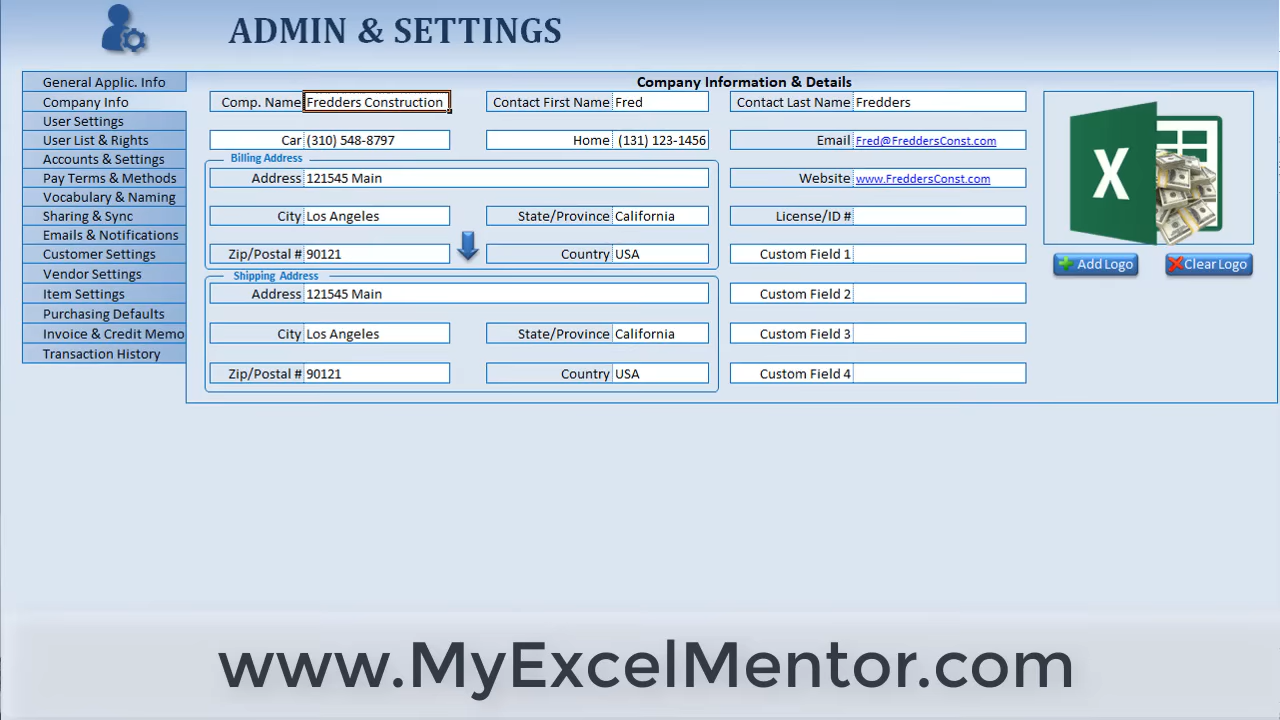 ADMIN & SETTINGS
General Applic. Info
Company Info
User Settings
User List & Rights
Accounts & Settings
Pay Terms & Methods
Vocabulary & Naming
Sharing & Sync
Emails & Notifications
Customer Settings
Vendor Settings
Item Settings
Purchasing Defaults
Invoice & Credit Memo
Transaction History
Company Information & Details
Comp. Name Fredders Construction Contact First Name Fred Contact Last Name Fredders
Car (310) 548-8797 Home (131) 123-1456 Email Fred@FreddersConst.com
Billing Address
Address 121545 Main Website www.FreddersConst.com
City Los Angeles State/Province California License/ID #
Zip/Postal # 90121 Country USA Custom Field 1
Shipping Address
Address 121545 Main Custom Field 2
City Los Angeles State/Province California Custom Field 3
Zip/Postal # 90121 Country USA Custom Field 4
X
Add Logo Clear Logo
www.MyExcelMentor.com